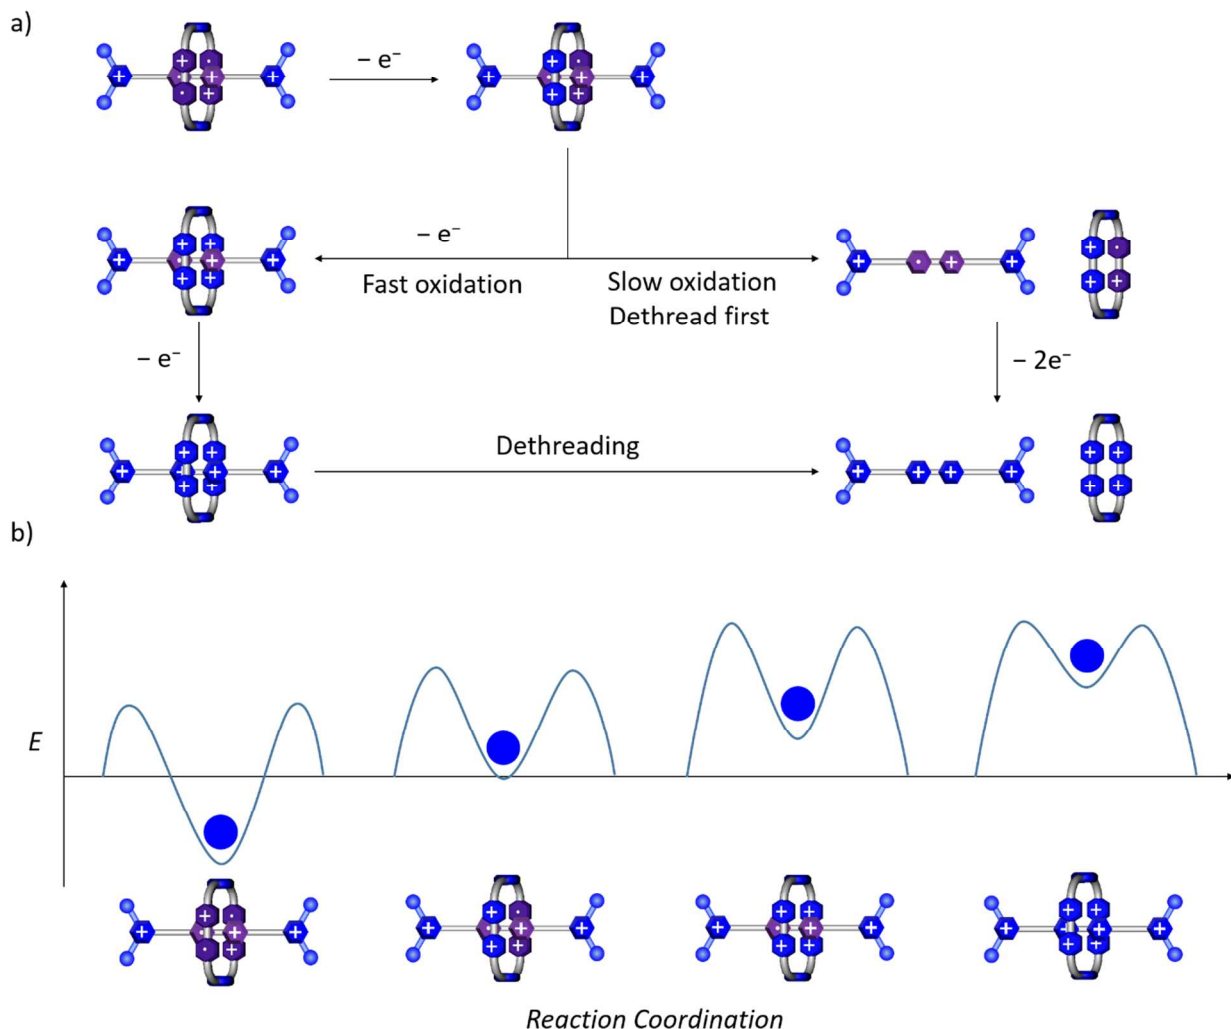 a)
– e⁻
– e⁻
Fast oxidation
Slow oxidation
Dethread first
– e⁻
– 2e⁻
Dethreading
b)
E
Reaction Coordination